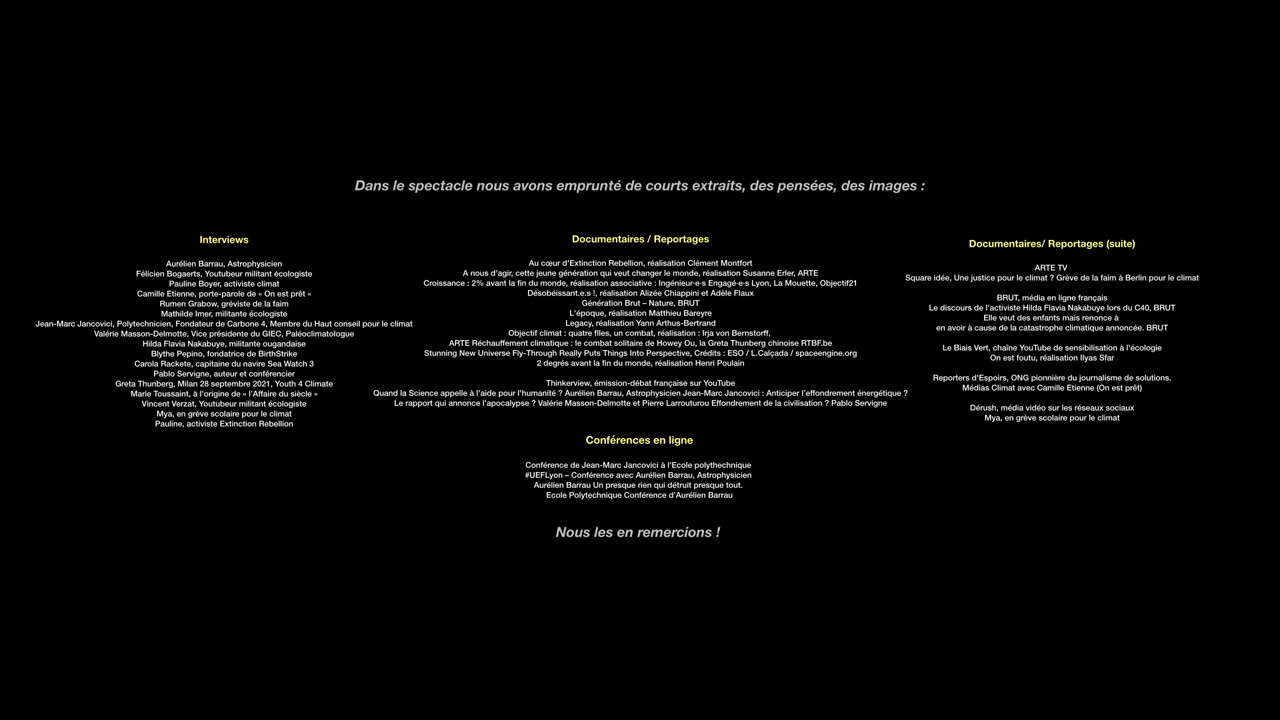 Dans le spectacle nous avons emprunté de courts extraits, des pensées, des images :
Interviews
Aurélien Barrau, Astrophysicien
Félicien Bogaerts, Youtubeur militant écologiste
Pauline Boyer, activiste climat
Camille Etienne, porte-parole de « On est prêt »
Rumen Grabow, gréviste de la faim
Mathilde Imer, militante écologiste
Jean-Marc Jancovici, Polytechnicien, Fondateur de Carbone 4, Membre du Haut conseil pour le climat
Valérie Masson-Delmotte, Vice présidente du GIEC, Paléoclimatologue
Hilda Flavia Nakabuye, militante ougandaise
Blythe Pepino, fondatrice de BirthStrike
Carola Rackete, capitaine du navire Sea Watch 3
Pablo Servigne, auteur et conférencier
Greta Thunberg, Milan 28 septembre 2021, Youth 4 Climate
Marie Toussaint, à l'origine de « l'Affaire du siècle »
Vincent Verzat, Youtubeur militant écologiste
Mya, en grève scolaire pour le climat
Pauline, activiste Extinction Rebellion
Documentaires / Reportages
Au cœur d'Extinction Rebellion, réalisation Clément Montfort
A nous d'agir, cette jeune génération qui veut changer le monde, réalisation Susanne Erler, ARTE
Croissance : 2% avant la fin du monde, réalisation associative : Ingénieur·e·s Engagé·e·s Lyon, La Mouette, Objectif21
Désobéissant.e.s !, réalisation Alizée Chiappini et Adèle Flaux
Génération Brut – Nature, BRUT
L'époque, réalisation Matthieu Bareyre
Legacy, réalisation Yann Arthus-Bertrand
Objectif climat : quatre flles, un combat, réalisation : Irja von Bernstorff,
ARTE Réchauffement climatique : le combat solitaire de Howey Ou, la Greta Thunberg chinoise RTBF.be
Stunning New Universe Fly-Through Really Puts Things Into Perspective, Crédits : ESO / L.Calçada / spaceengine.org
2 degrés avant la fin du monde, réalisation Henri Poulain
Thinkerview, émission-débat française sur YouTube
Quand la Science appelle à l'aide pour l'humanité ? Aurélien Barrau, Astrophysicien Jean-Marc Jancovici : Anticiper l'effondrement énergétique ?
Le rapport qui annonce l'apocalypse ? Valérie Masson-Delmotte et Pierre Larrouturou Effondrement de la civilisation ? Pablo Servigne
Conférences en ligne
Conférence de Jean-Marc Jancovici à l'Ecole polythechnique
#UEFLyon – Conférence avec Aurélien Barrau, Astrophysicien
Aurélien Barrau Un presque rien qui détruit presque tout.
Ecole Polytechnique Conférence d'Aurélien Barrau
Documentaires/ Reportages (suite)
ARTE TV
Square idée, Une justice pour le climat ? Grève de la faim à Berlin pour le climat
BRUT, média en ligne français
Le discours de l'activiste Hilda Flavia Nakabuye lors du C40, BRUT
Elle veut des enfants mais renonce à
en avoir à cause de la catastrophe climatique annoncée. BRUT
Le Biais Vert, chaîne YouTube de sensibilisation à l'écologie
On est foutu, réalisation Ilyas Sfar
Reporters d'Espoirs, ONG pionnière du journalisme de solutions.
Médias Climat avec Camille Etienne (On est prêt)
Dérush, média vidéo sur les réseaux sociaux
Mya, en grève scolaire pour le climat
Nous les en remercions !